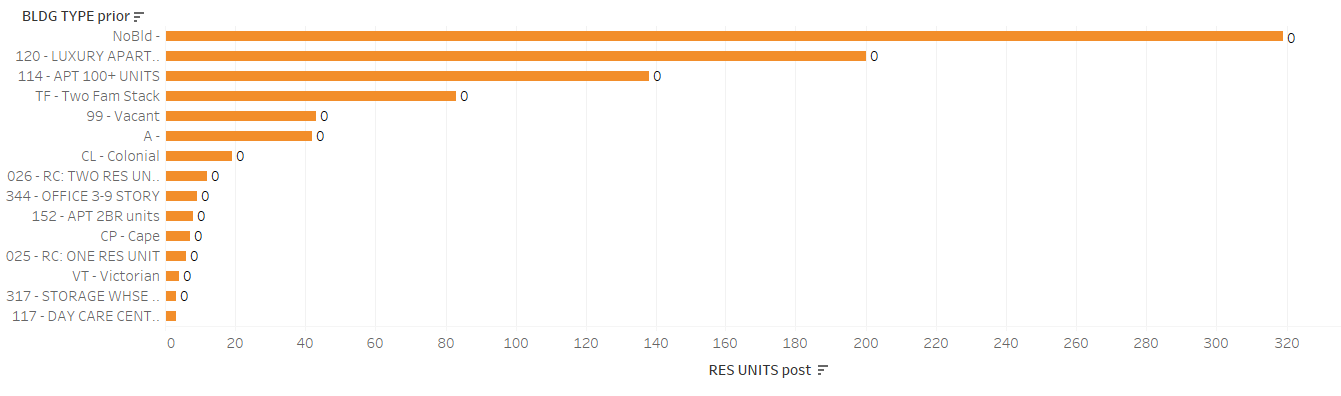 BLDG TYPE prior
NoBld - 0
120 - LUXURY APART.. 0
114 - APT 100+ UNITS 0
TF - Two Fam Stack 0
99 - Vacant 0
A - 0
CL - Colonial 0
026 - RC: TWO RES UN.. 0
344 - OFFICE 3-9 STORY 0
152 - APT 2BR units 0
CP - Cape 0
025 - RC: ONE RES UNIT 0
VT - Victorian 0
317 - STORAGE WHSE .. 0
117 - DAY CARE CENT..
0 20 40 60 80 100 120 140 160 180 200 220 240 260 280 300 320
RES UNITS post